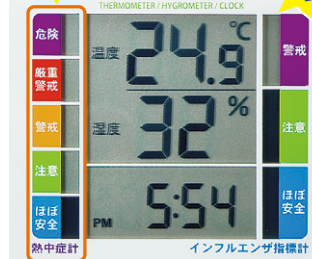 THERMOMETER / HYGROMETER / CLOCK
危険
厳重
警戒
警戒
注意
ほぼ
安全
熱中症計
温度
24.9
℃
湿度
32
%
PM
5:54
警戒
注意
ほぼ
安全
インフルエンザ指標計